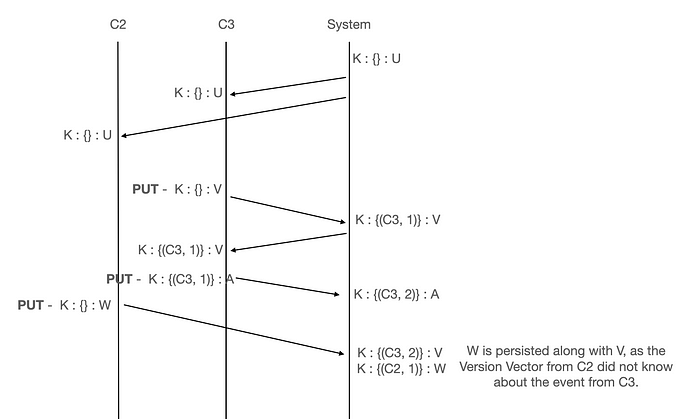 C2
C3
System
K : {} : U
K : {} : U
K : {} : U
PUT - K : {} : V
K : {(C3, 1)} : V
K : {(C3, 1)} : V
PUT - K : {(C3, 1)} : A
K : {(C3, 2)} : A
PUT - K : {} : W
K : {(C3, 2)} : V
K : {(C2, 1)} : W
W is persisted along with V, as the
Version Vector from C2 did not know
about the event from C3.